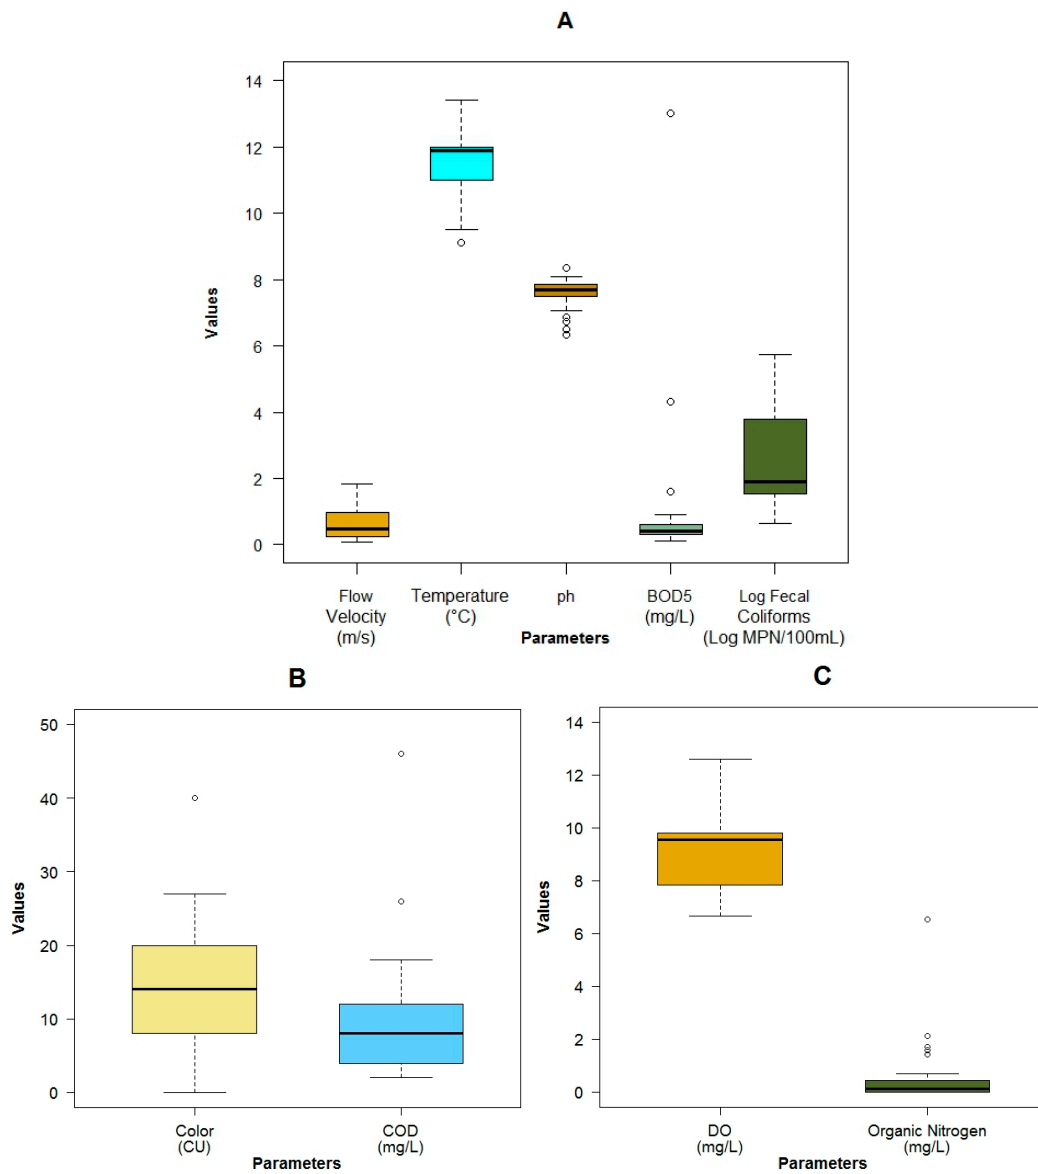 A
14
12
10
8
6
4
2
0
Values
Flow
Velocity
(m/s)
Temperature
(°C)
ph
BOD5
(mg/L)
Log Fecal
Coliforms
(Log MPN/100mL)
Parameters
B
50
40
30
20
10
0
Values
Color
(CU)
COD
(mg/L)
Parameters
C
14
12
10
8
6
4
2
0
Values
DO
(mg/L)
Organic Nitrogen
(mg/L)
Parameters